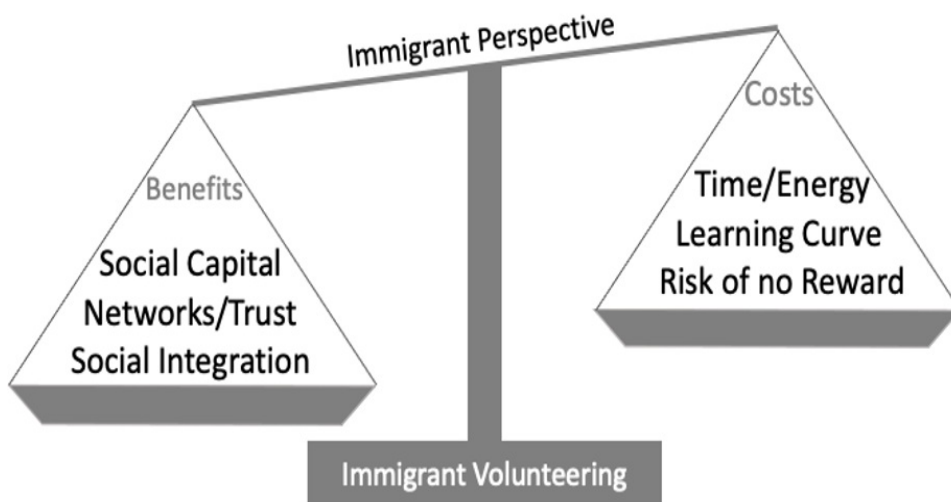 Immigrant Perspective
Benefits
Social Capital
Networks/Trust
Social Integration
Costs
Time/Energy
Learning Curve
Risk of no Reward
Immigrant Volunteering